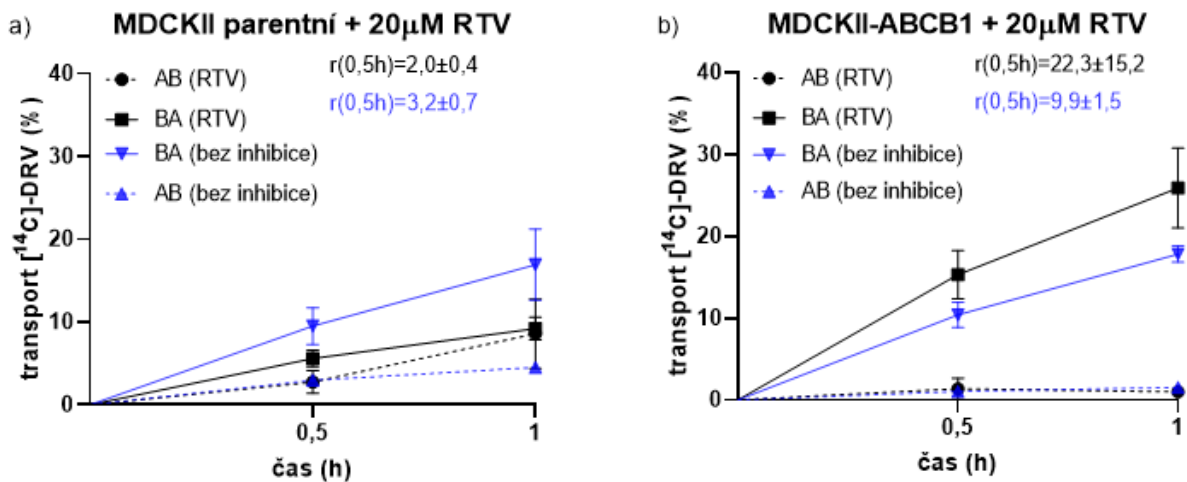 a)
MDCKII parentní + 20μM RTV
r(0,5h)=2,0±0,4
r(0,5h)=3,2±0,7
AB (RTV)
BA (RTV)
BA (bez inhibice)
AB (bez inhibice)
transport [¹⁴C]-DRV (%)
40
30
20
10
0
0,5
1
čas (h)
b)
MDCKII-ABCB1 + 20μM RTV
r(0,5h)=22,3±15,2
r(0,5h)=9,9±1,5
AB (RTV)
BA (RTV)
BA (bez inhibice)
AB (bez inhibice)
transport [¹⁴C]-DRV (%)
40
30
20
10
0
0,5
1
čas (h)